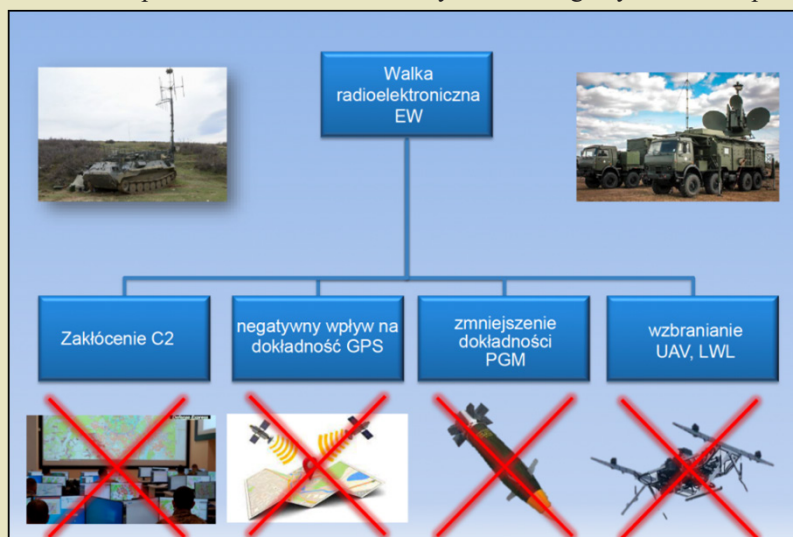 Walka
radioelektroniczna
EW
Zakłócenie C2
negatywny wpływ na
dokładność GPS
zmniejszenie
dokładności
PGM
wzbranianie
UAV, LWL